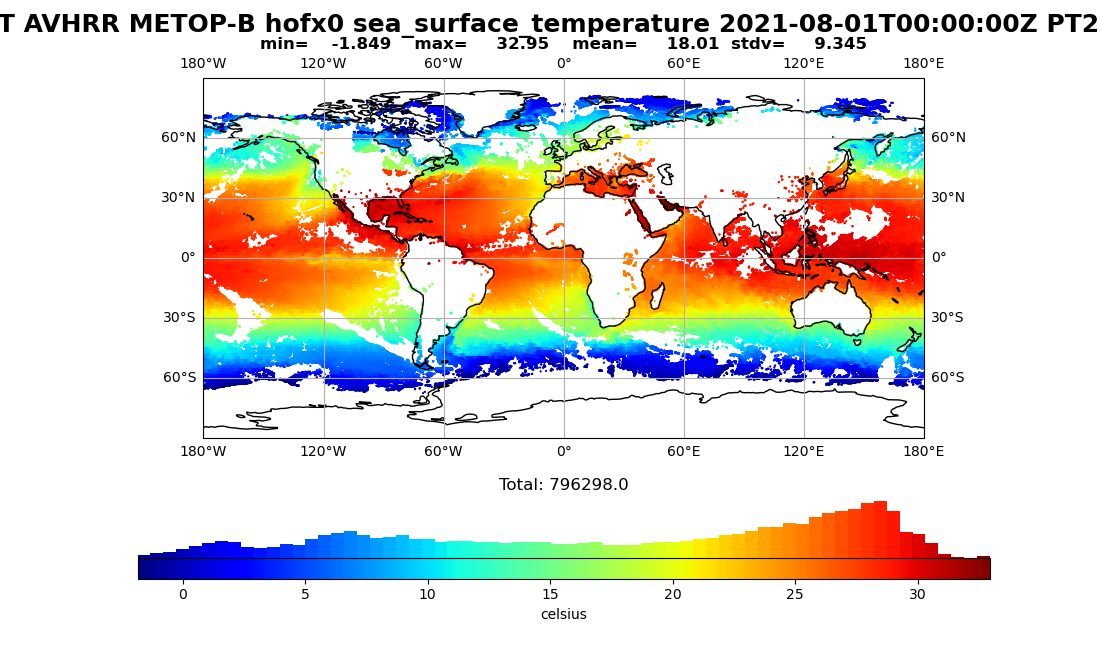 T AVHRR METOP-B hofx0 sea_surface_temperature 2021-08-01T00:00:00Z PT2
min= -1.849 max= 32.95 mean= 18.01 stdv= 9.345
180°W 120°W 60°W 0° 60°E 120°E 180°E
60°N 60°N
30°N 30°N
0° 0°
30°S 30°S
60°S 60°S
180°W 120°W 60°W 0° 60°E 120°E 180°E
Total: 796298.0
0 5 10 15 20 25 30
celsius